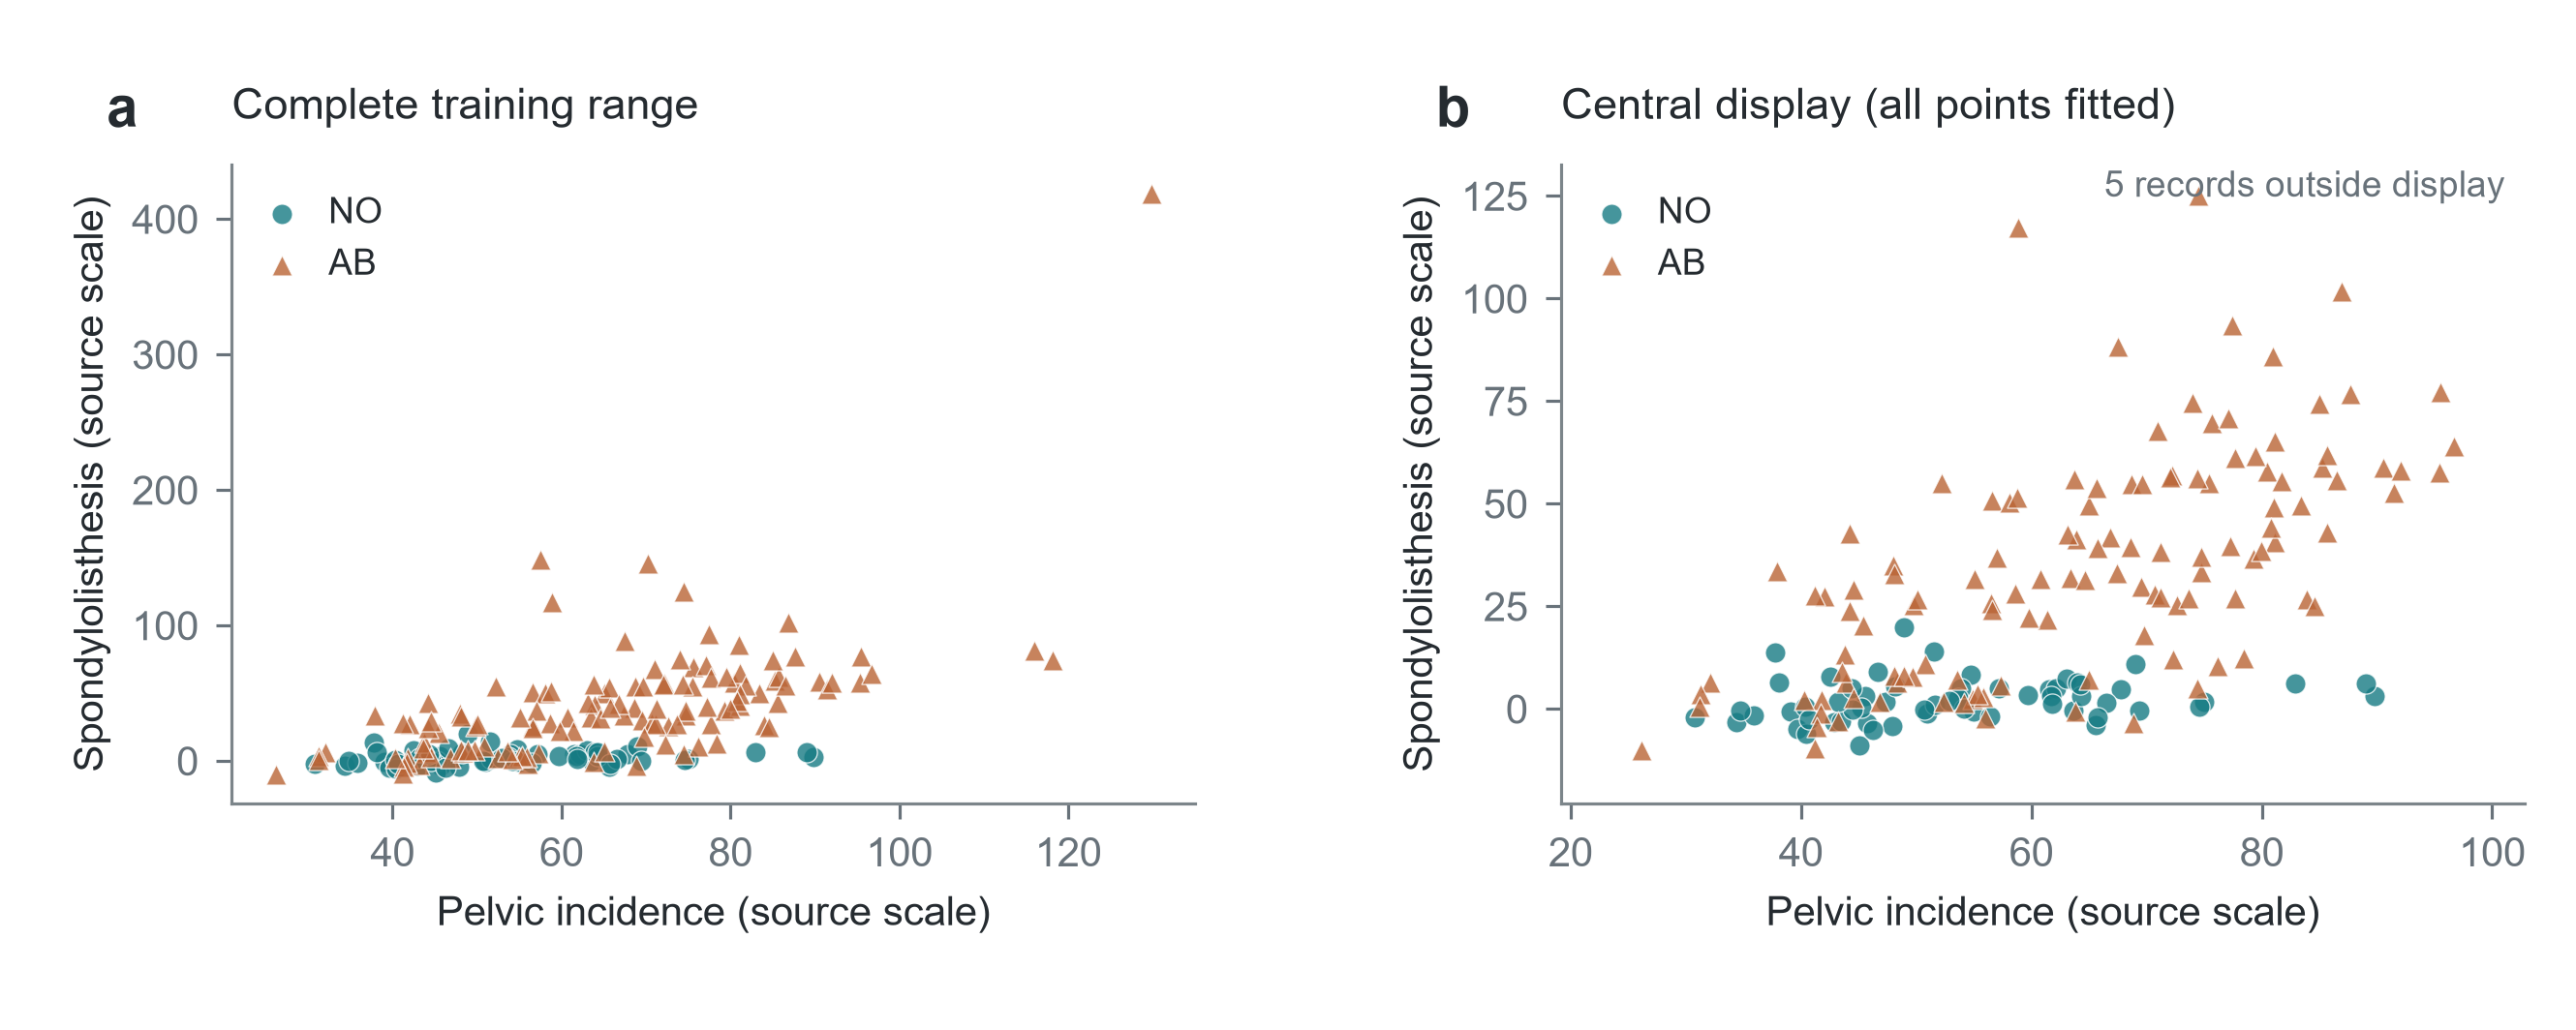 a Complete training range
NO
AB
400
300
200
100
0
Spondylolisthesis (source scale)
40 60 80 100 120
Pelvic incidence (source scale)
b Central display (all points fitted)
5 records outside display
NO
AB
125
100
75
50
25
0
Spondylolisthesis (source scale)
20 40 60 80 100
Pelvic incidence (source scale)